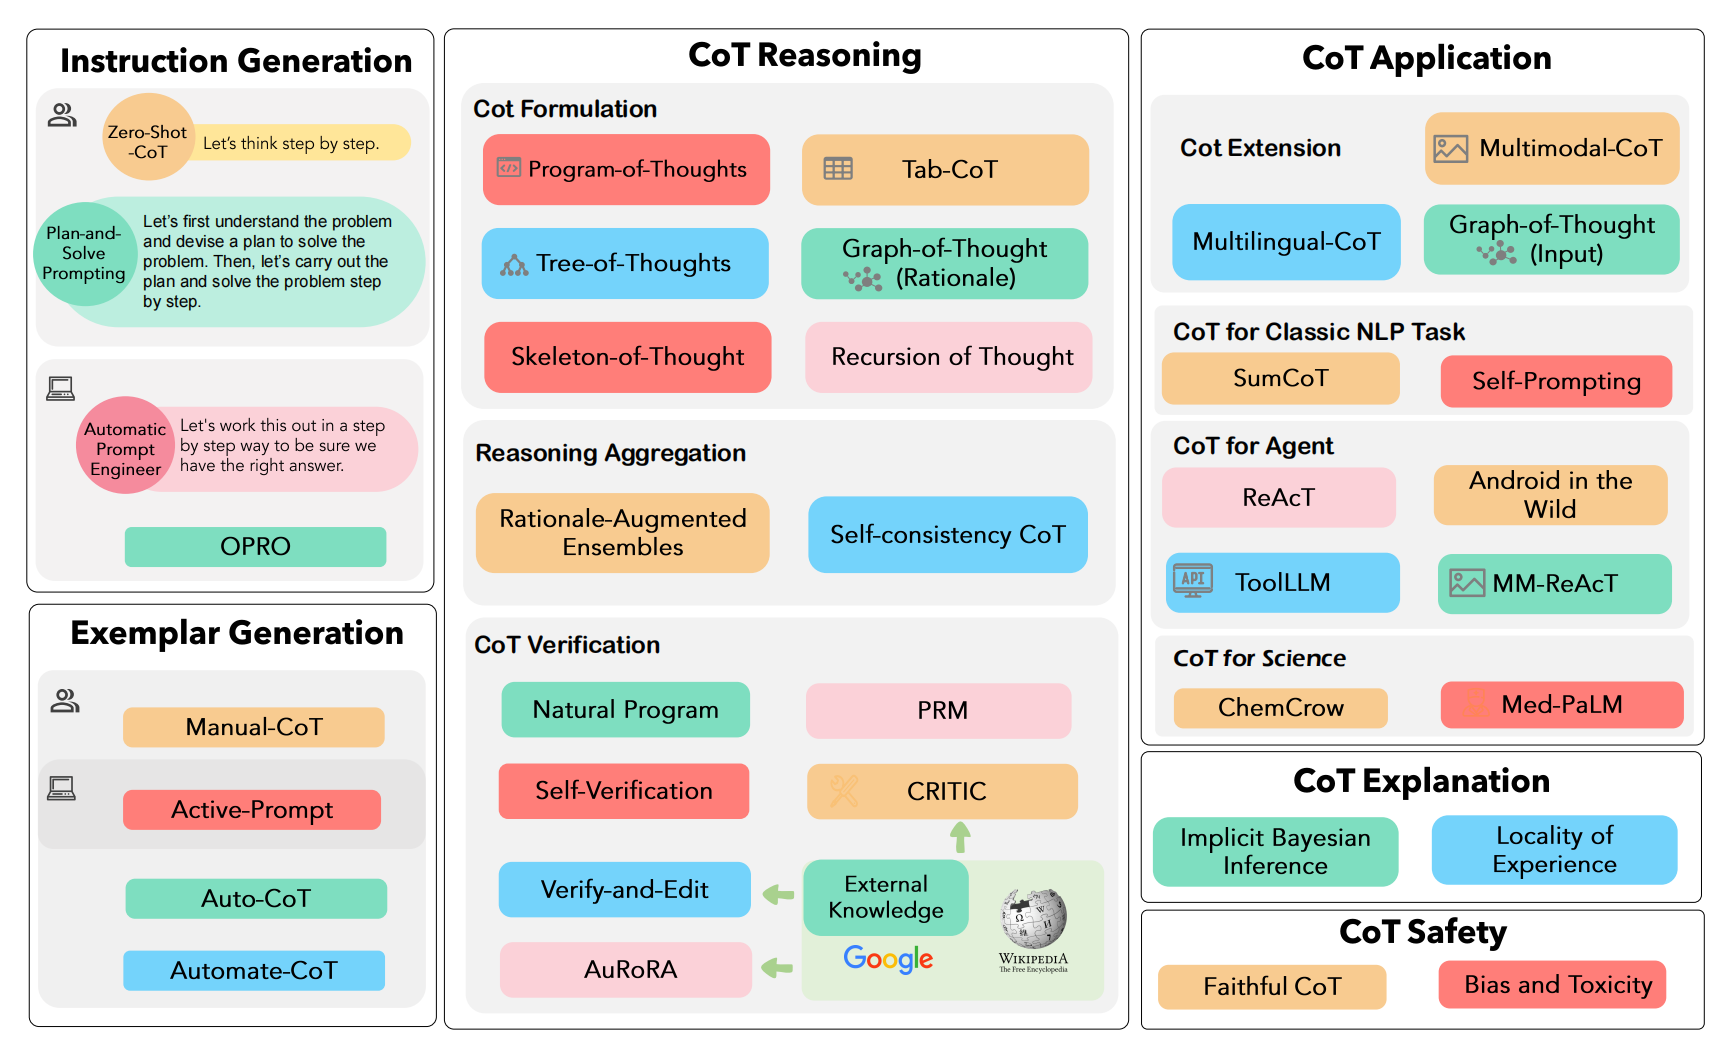 Instruction Generation
Zero-Shot
-CoT
Let's think step by step.
Plan-and-
Solve
Prompting
Let's first understand the problem
and devise a plan to solve the
problem. Then, let's carry out the
plan and solve the problem step
by step.
Automatic
Prompt
Engineer
Let's work this out in a step
by step way to be sure we
have the right answer.
OPRO
Exemplar Generation
Manual-CoT
Active-Prompt
Auto-CoT
Automate-CoT
CoT Reasoning
Cot Formulation
Program-of-Thoughts
Tab-CoT
Tree-of-Thoughts
Graph-of-Thought
(Rationale)
Skeleton-of-Thought
Recursion of Thought
Reasoning Aggregation
Rationale-Augmented
Ensembles
Self-consistency CoT
CoT Verification
Natural Program
PRM
Self-Verification
CRITIC
Verify-and-Edit
External
Knowledge
AuRoRA
Google
WIKIPEDIA
The Free Encyclopedia
CoT Application
Cot Extension
Multimodal-CoT
Multilingual-CoT
Graph-of-Thought
(Input)
CoT for Classic NLP Task
SumCoT
Self-Prompting
CoT for Agent
ReAcT
Android in the
Wild
API
ToolLLM
MM-ReAcT
CoT for Science
ChemCrow
Med-PaLM
CoT Explanation
Implicit Bayesian
Inference
Locality of
Experience
CoT Safety
Faithful CoT
Bias and Toxicity